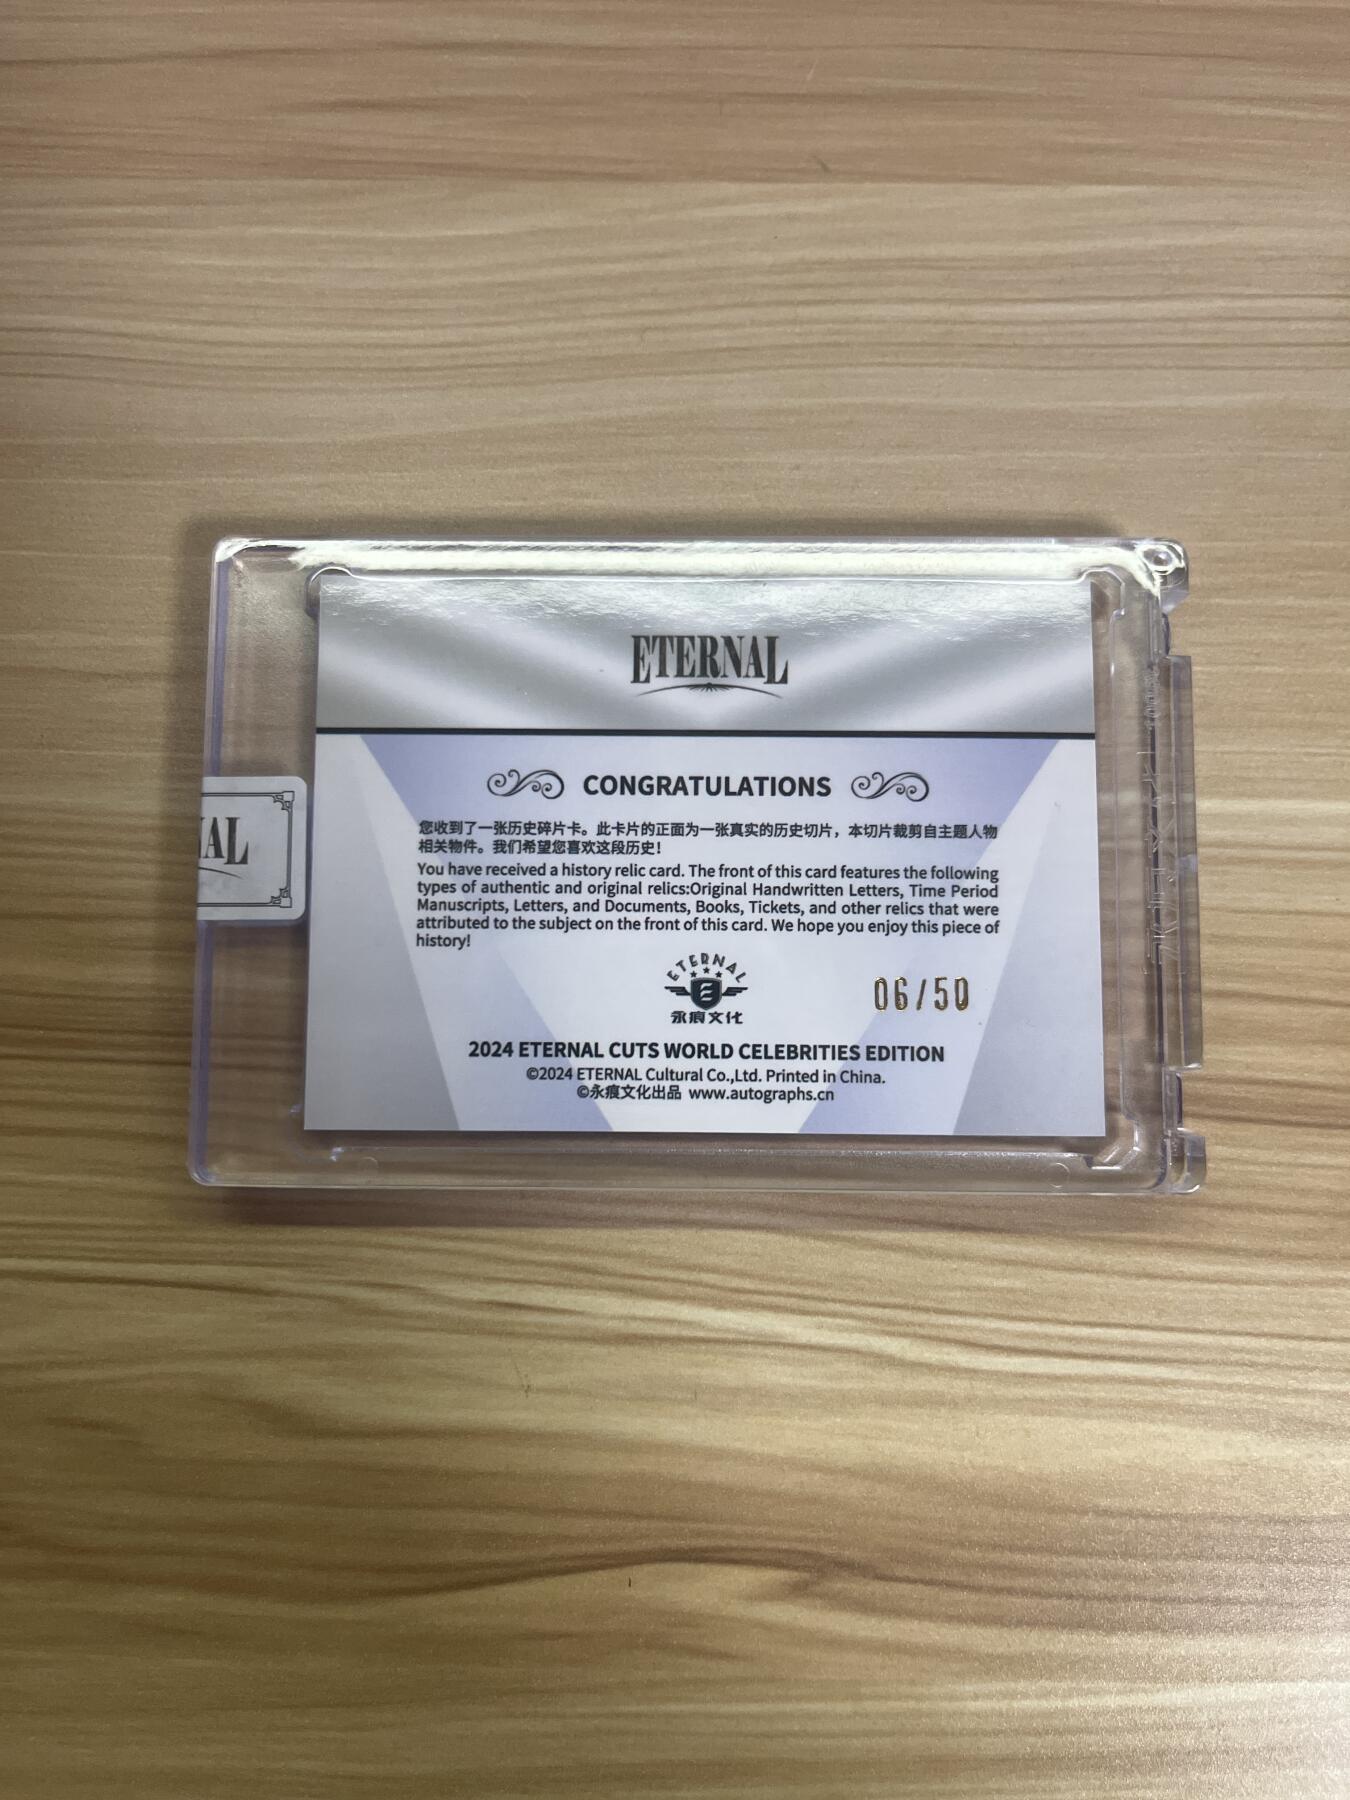 ETERNAL
CONGRATULATIONS
您收到了一张历史碎片卡。此卡片的正面为一张真实的历史切片，本切片裁剪自主题人物
相关物件。我们希望您喜欢这段历史！
You have received a history relic card. The front of this card features the following
types of authentic and original relics:Original Handwritten Letters, Time Period
Manuscripts, Letters, and Documents, Books, Tickets, and other relics that were
attributed to the subject on the front of this card. We hope you enjoy this piece of
history!
NAL
ETERNAL
永痕文化
06/50
2024 ETERNAL CUTS WORLD CELEBRITIES EDITION
©2024 ETERNAL Cultural Co.,Ltd. Printed in China.
©永痕文化出品 www.autographs.cn